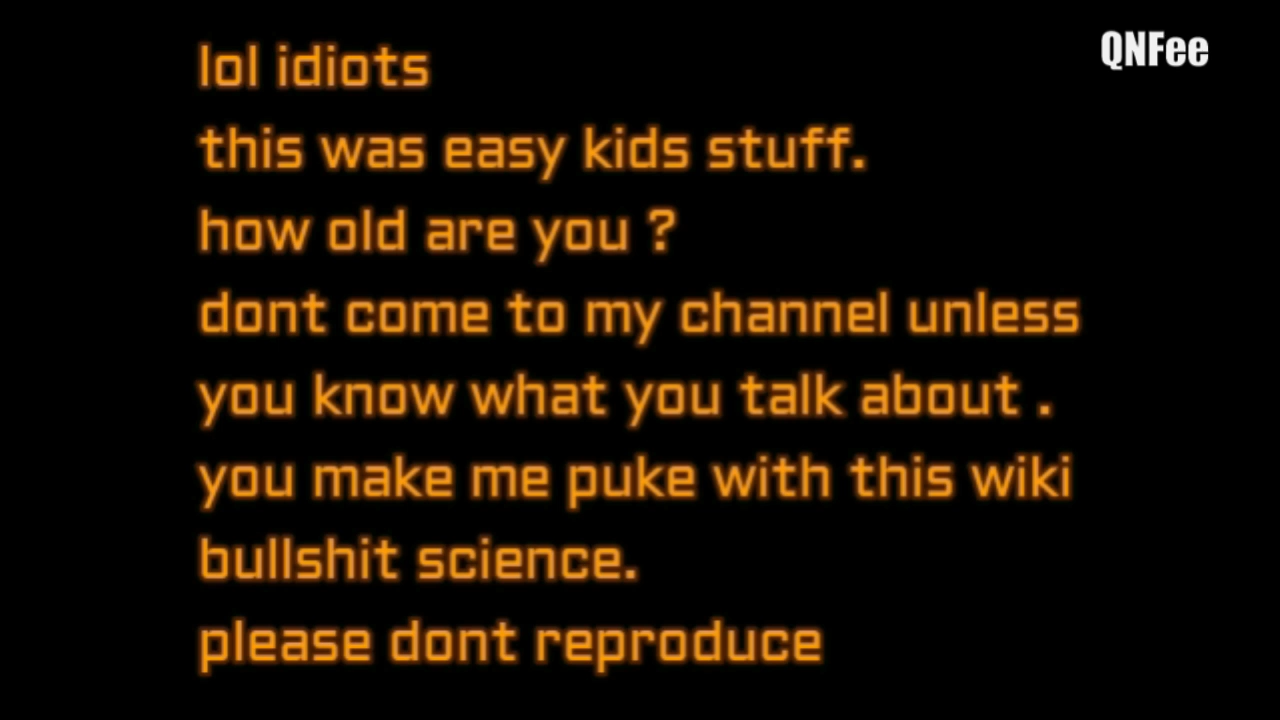 QNFee
lol idiots
this was easy kids stuff.
how old are you ?
dont come to my channel unless
you know what you talk about .
you make me puke with this wiki
bullshit science.
please dont reproduce